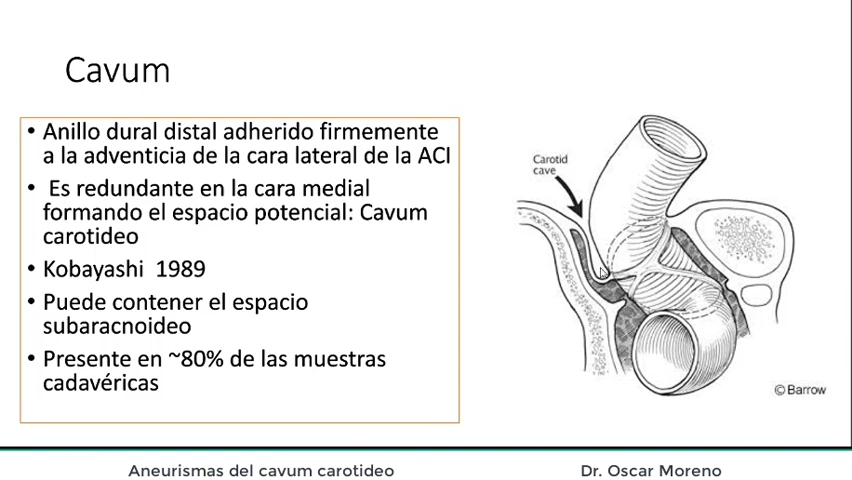 Cavum
• Anillo dural distal adherido firmemente
a la adventicia de la cara lateral de la ACI
• Es redundante en la cara medial
formando el espacio potencial: Cavum
carotideo
• Kobayashi 1989
• Puede contener el espacio
subaracnoideo
• Presente en ~80% de las muestras
cadavéricas
Carotid
cave
©Barrow
Aneurismas del cavum carotideo
Dr. Oscar Moreno